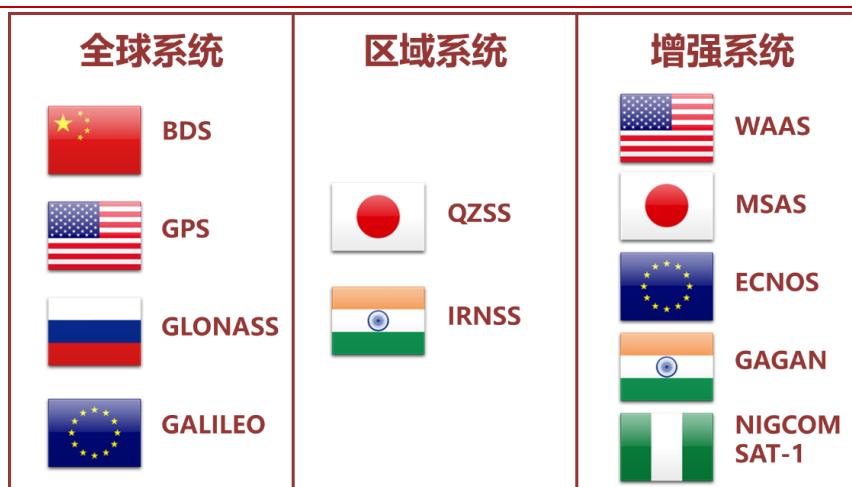 全球系统
BDS
GPS
GLONASS
GALILEO
区域系统
QZSS
IRNSS
增强系统
WAAS
MSAS
ECNOS
GAGAN
NIGCOM
SAT-1